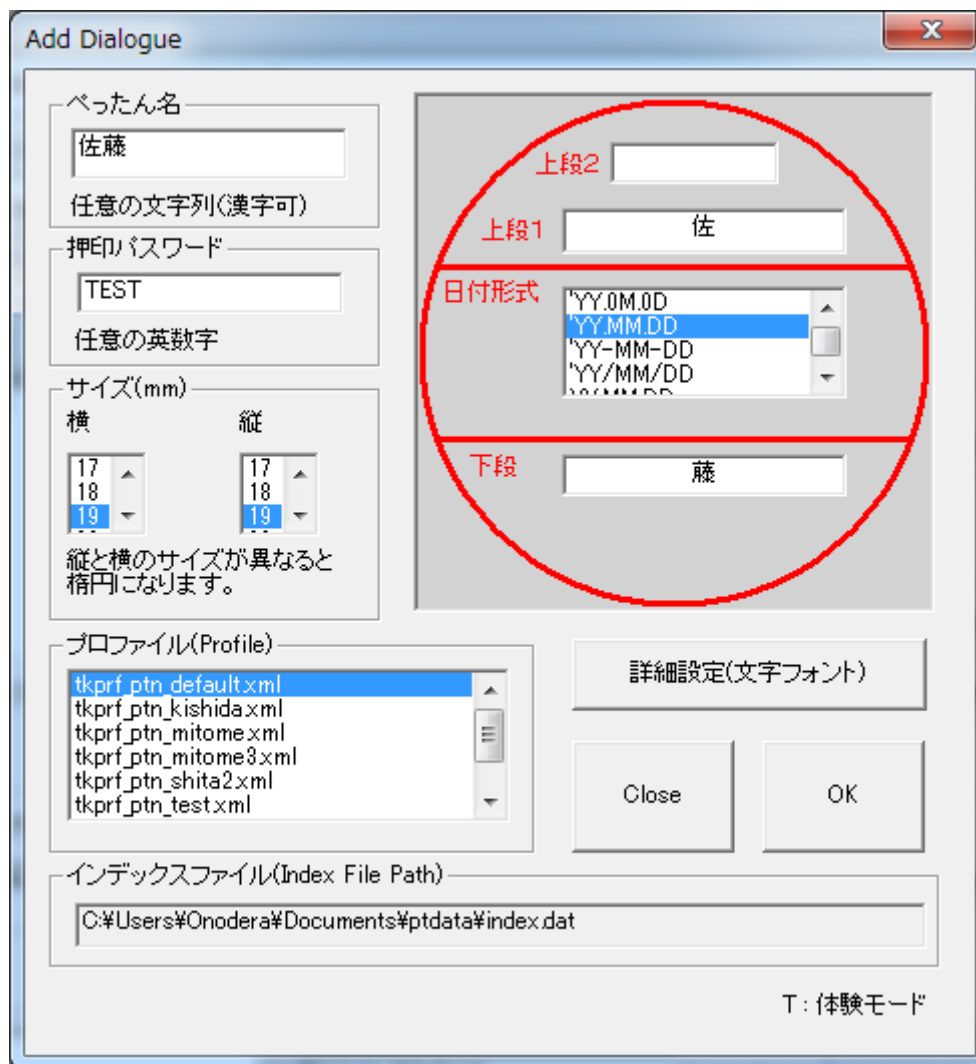 Add Dialogue
ぺったん名
佐藤
任意の文字列(漢字可)
押印パスワード
TEST
任意の英数字
サイズ(mm)
横 縦
17 17
18 18
19 19
縦と横のサイズが異なると
楕円になります。
上段2
上段1 佐
日付形式
'YY.0M.0D
'YY.MM.DD
'YY-MM-DD
'YY/MM/DD
下段 藤
プロファイル(Profile)
tkprf_ptn_default.xml
tkprf_ptn_kishida.xml
tkprf_ptn_mitome.xml
tkprf_ptn_mitome3.xml
tkprf_ptn_shita2.xml
tkprf_ptn_test.xml
詳細設定(文字フォント)
Close OK
インデックスファイル(Index File Path)
C:¥Users¥Onodera¥Documents¥ptdata¥index.dat
T:体験モード